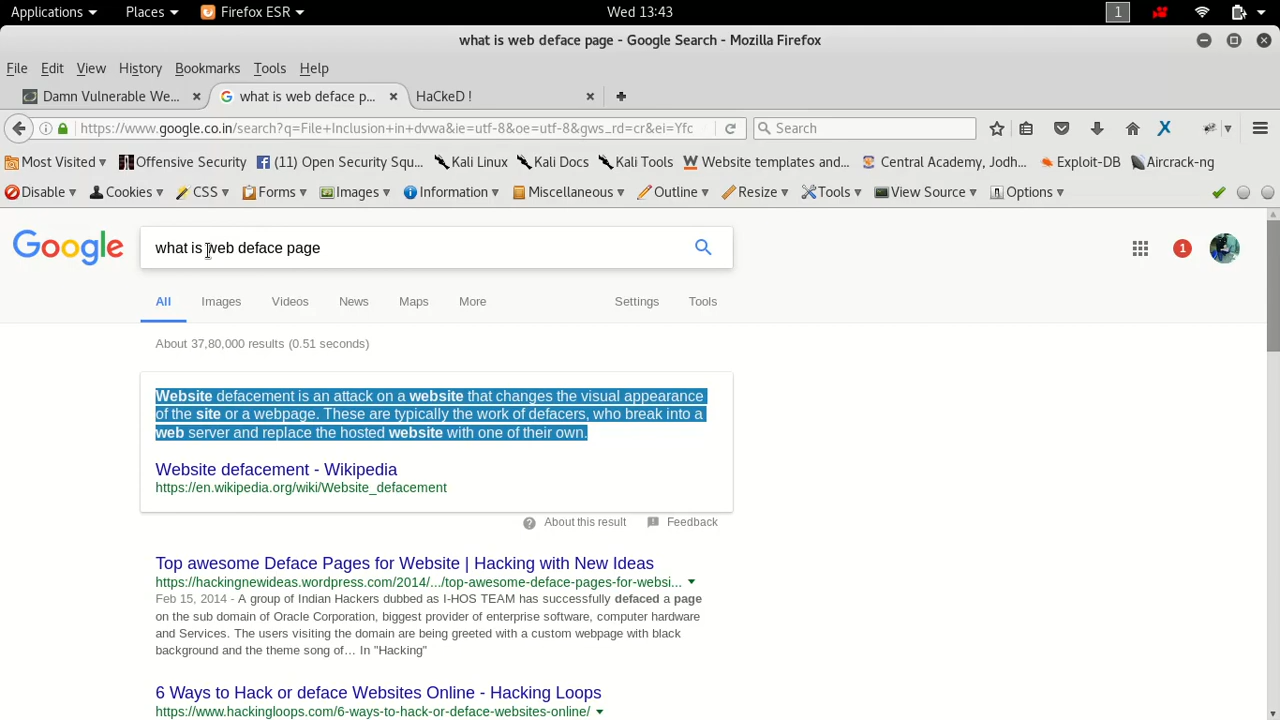 Applications ▾ Places ▾ Firefox ESR ▾ Wed 13:43 1
what is web deface page - Google Search - Mozilla Firefox
File Edit View History Bookmarks Tools Help
Damn Vulnerable We... × G what is web deface p... × HaCkeD ! ×
https://www.google.co.in/search?q=File+Inclusion+in+dvwa&ie=utf-8&oe=utf-8&gws_rd=cr&ei=Yfc Search
Most Visited ▾ Offensive Security (11) Open Security Squ... Kali Linux Kali Docs Kali Tools Website templates and... Central Academy, Jodh... Exploit-DB Aircrack-ng
Disable ▾ Cookies ▾ CSS ▾ Forms ▾ Images ▾ Information ▾ Miscellaneous ▾ Outline ▾ Resize ▾ Tools ▾ View Source ▾ Options ▾
Google what is web deface page 1
All Images Videos News Maps More Settings Tools
About 37,80,000 results (0.51 seconds)
Website defacement is an attack on a website that changes the visual appearance
of the site or a webpage. These are typically the work of defacers, who break into a
web server and replace the hosted website with one of their own.
Website defacement - Wikipedia
https://en.wikipedia.org/wiki/Website_defacement
About this result Feedback
Top awesome Deface Pages for Website | Hacking with New Ideas
https://hackingnewideas.wordpress.com/2014/.../top-awesome-deface-pages-for-websi... ▾
Feb 15, 2014 - A group of Indian Hackers dubbed as I-HOS TEAM has successfully defaced a page
on the sub domain of Oracle Corporation, biggest provider of enterprise software, computer hardware
and Services. The users visiting the domain are being greeted with a custom webpage with black
background and the theme song of… In "Hacking"
6 Ways to Hack or deface Websites Online - Hacking Loops
https://www.hackingloops.com/6-ways-to-hack-or-deface-websites-online/ ▾